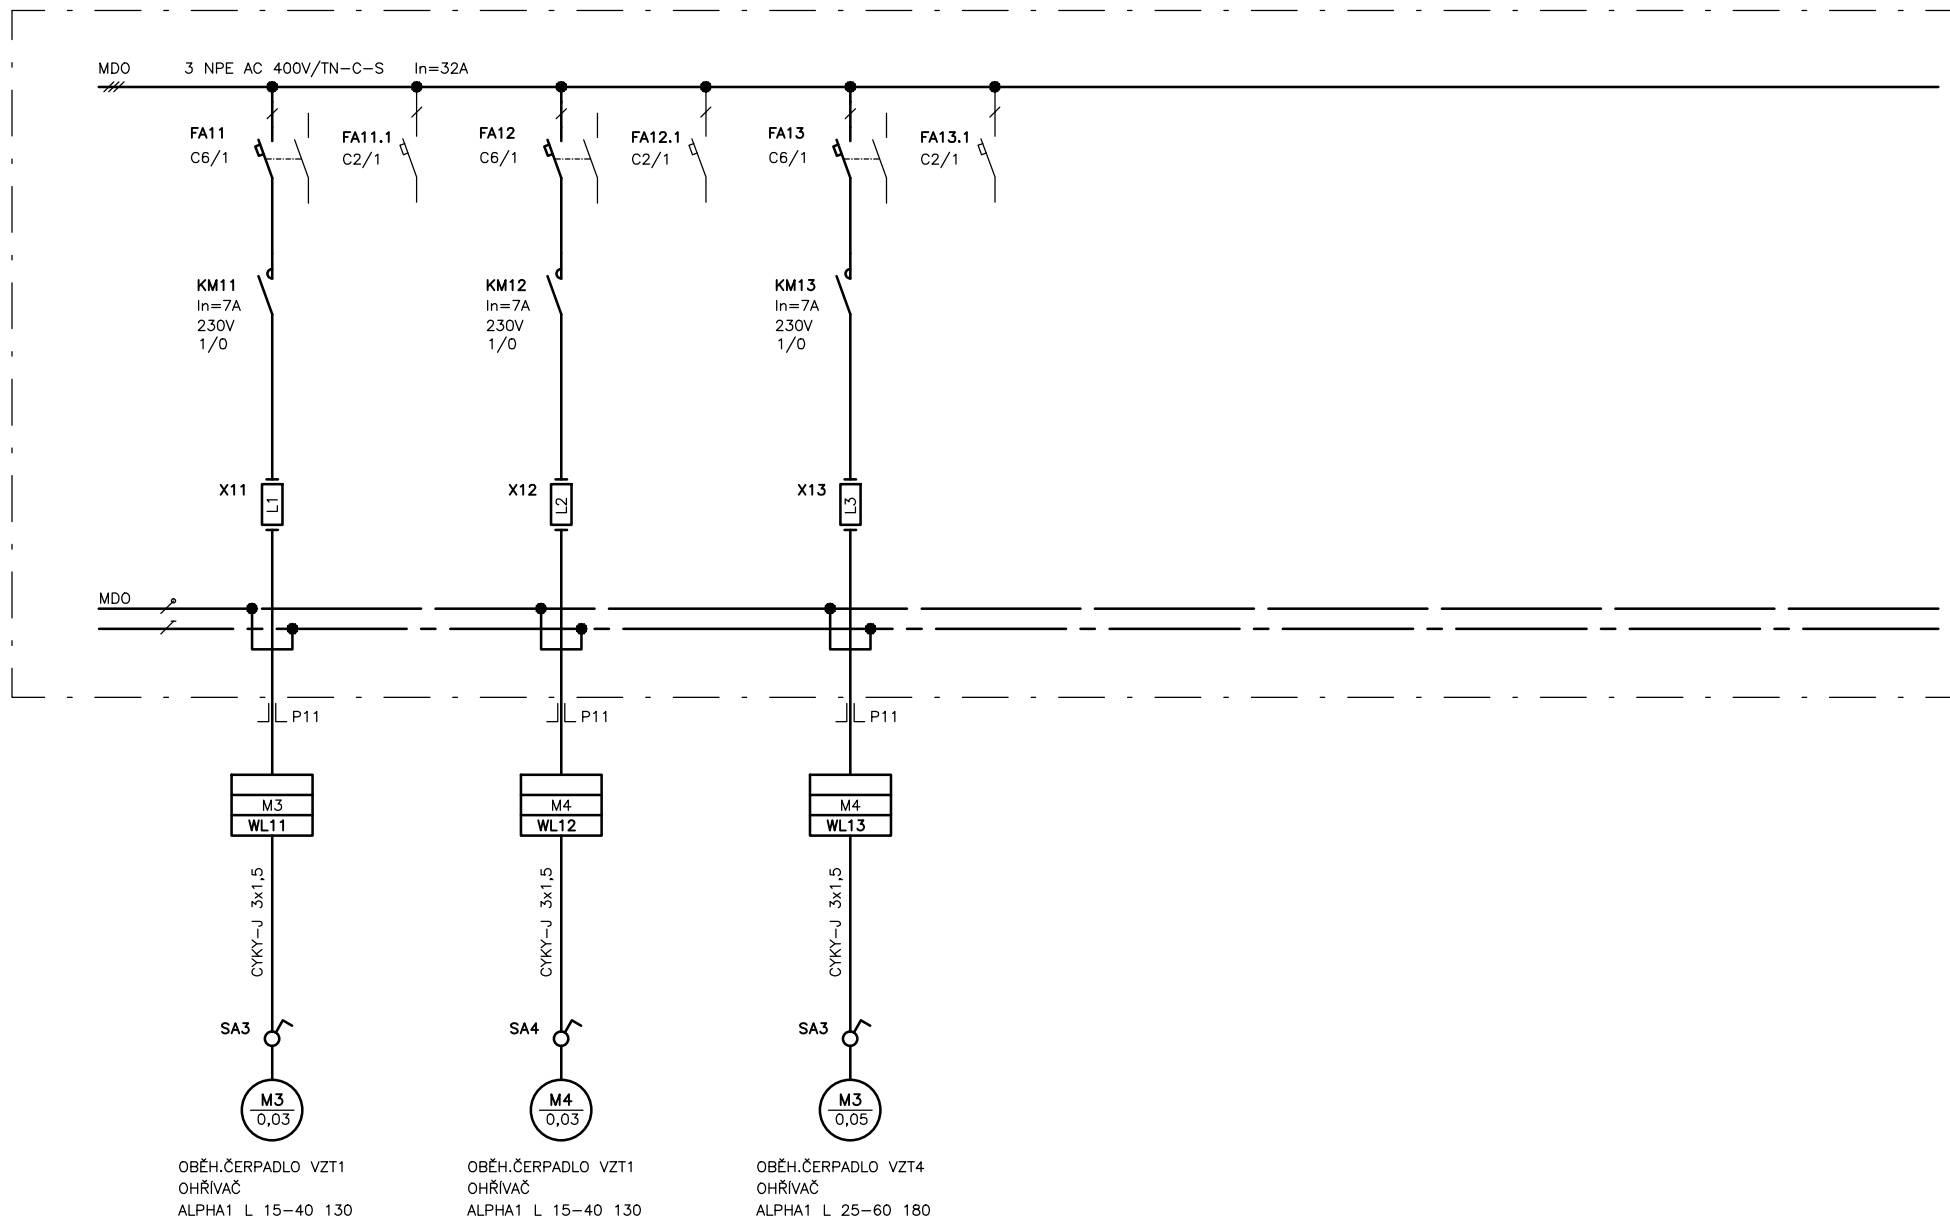 MDO 3 NPE AC 400V/TN-C-S In=32A
FA11
C6/1
FA11.1
C2/1
FA12
C6/1
FA12.1
C2/1
FA13
C6/1
FA13.1
C2/1
KM11
In=7A
230V
1/0
KM12
In=7A
230V
1/0
KM13
In=7A
230V
1/0
X11
L1
X12
L2
X13
L3
MDO
P11
P11
P11
M3
WL11
M4
WL12
M4
WL13
CYKY-J 3x1,5
CYKY-J 3x1,5
CYKY-J 3x1,5
SA3
SA4
SA3
M3
0,03
M4
0,03
M3
0,05
OBĚH.ČERPADLO VZT1
OHŘÍVAČ
ALPHA1 L 15-40 130
OBĚH.ČERPADLO VZT1
OHŘÍVAČ
ALPHA1 L 15-40 130
OBĚH.ČERPADLO VZT4
OHŘÍVAČ
ALPHA1 L 25-60 180